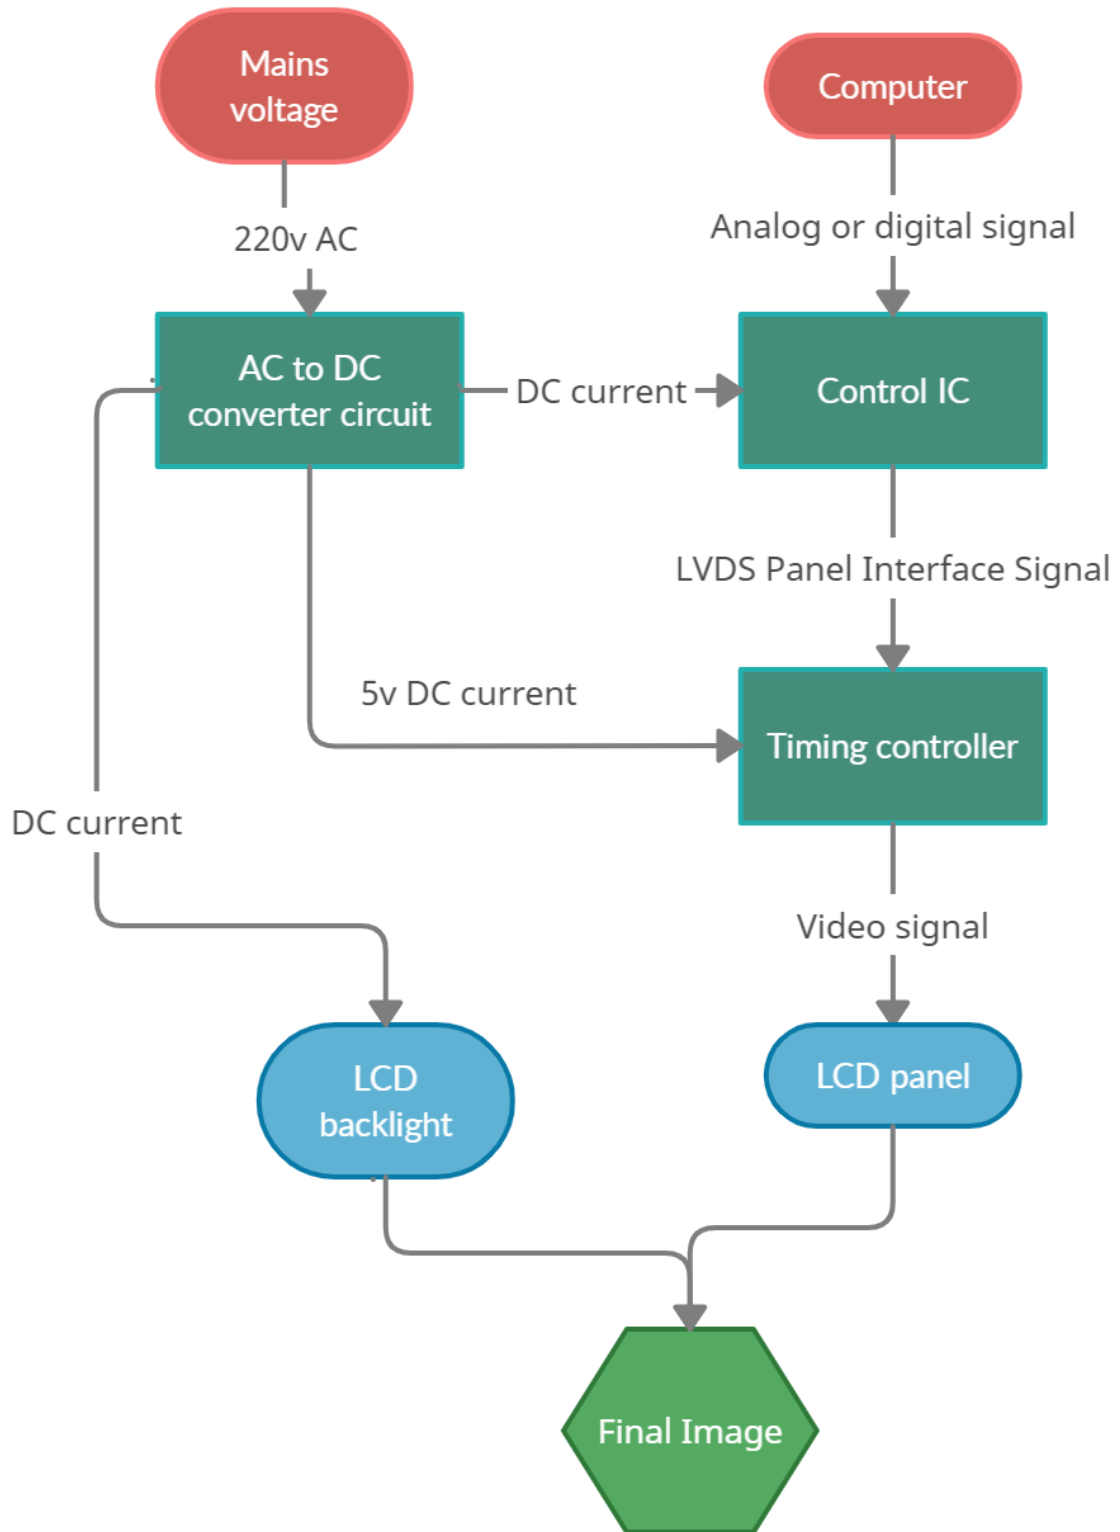 Mains
voltage
Computer
220v AC
Analog or digital signal
AC to DC
converter circuit
DC current
Control IC
LVDS Panel Interface Signal
5v DC current
Timing controller
DC current
Video signal
LCD
backlight
LCD panel
Final Image